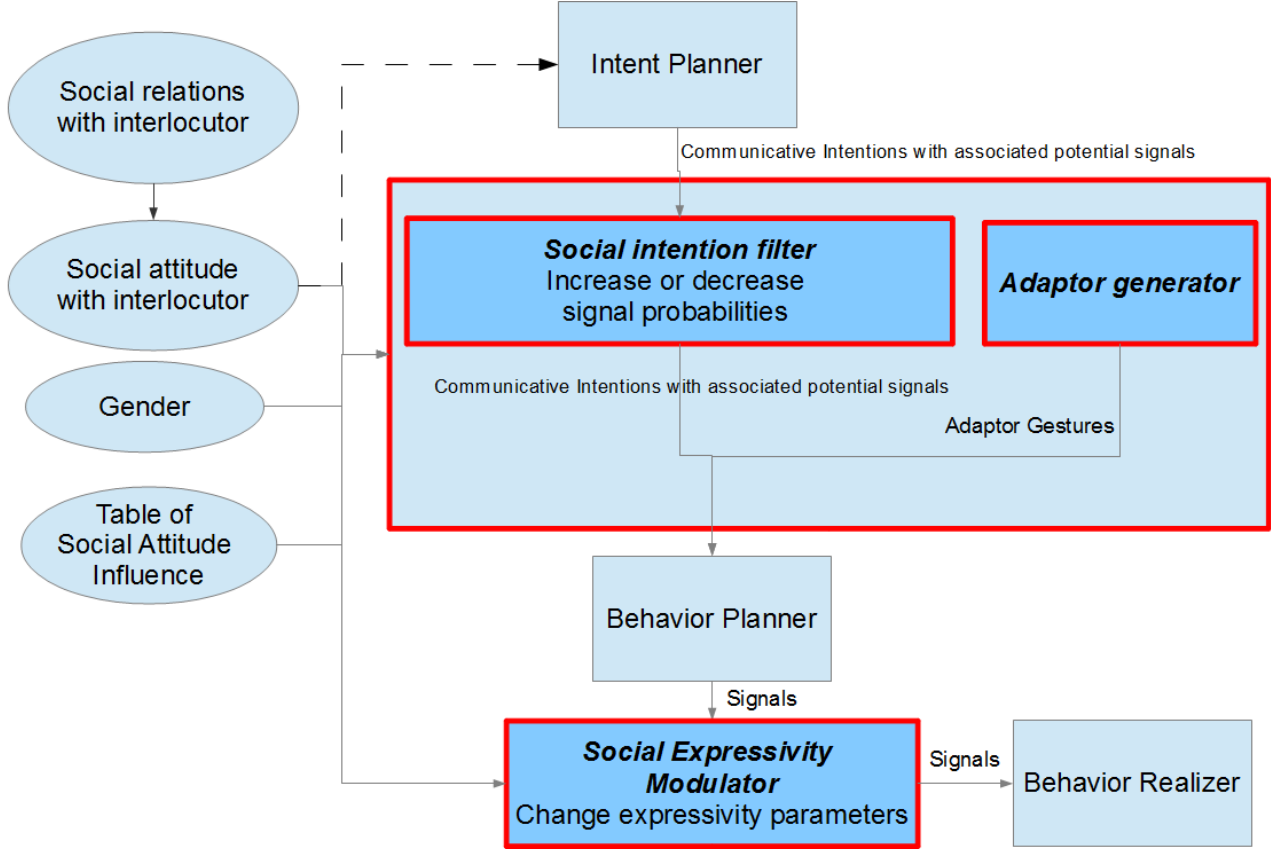 Intent Planner
Social relations
with interlocutor
Communicative Intentions with associated potential signals
Social intention filter
Increase or decrease
signal probabilities
Adaptor generator
Social attitude
with interlocutor
Communicative Intentions with associated potential signals
Gender
Adaptor Gestures
Table of
Social Attitude
Influence
Behavior Planner
Signals
Social Expressivity
Modulator
Change expressivity parameters
Signals
Behavior Realizer